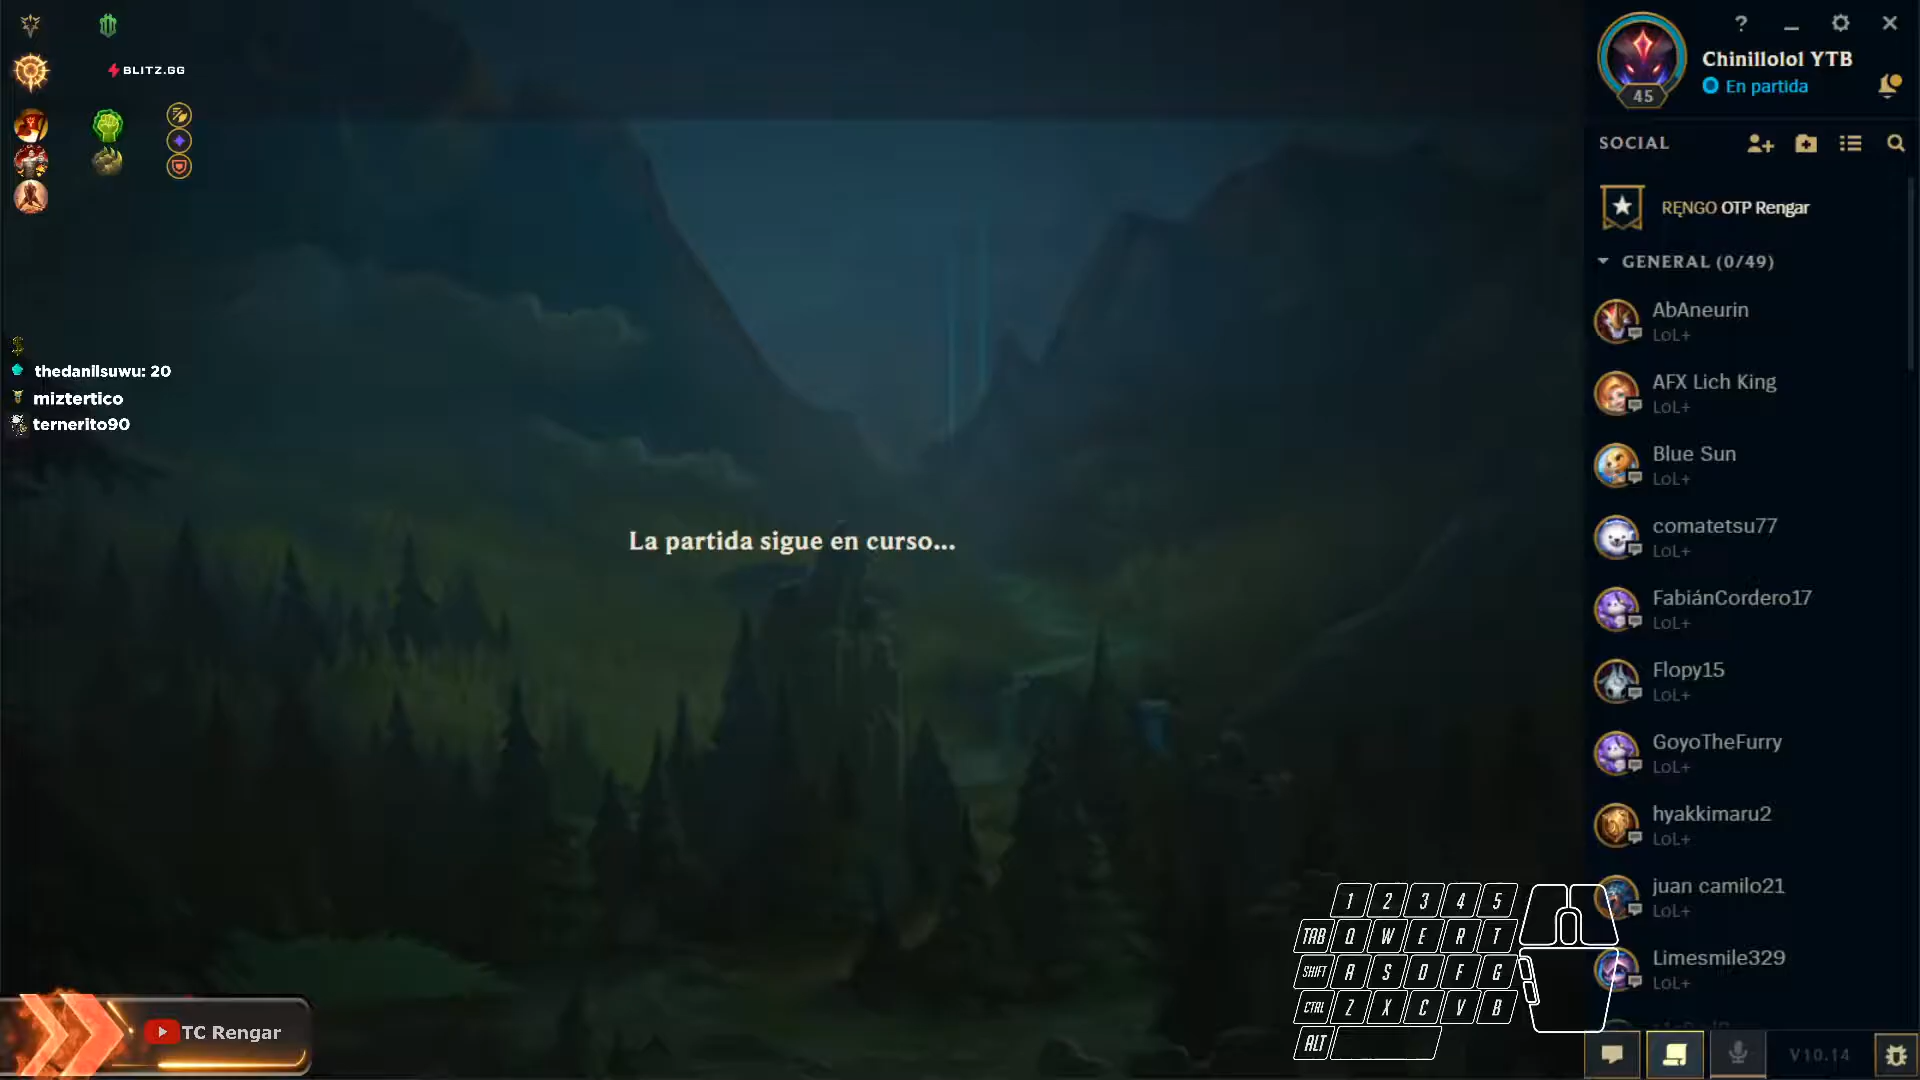 BLITZ.GG
thedanilsuwu: 20
miztertico
ternerito90
La partida sigue en curso...
TC Rengar
1 2 3 4 5
TAB Q W E R T
SHIFT A S D F G
CTRL Z X C V B
ALT
?
Chinillolol YTB
45
En partida
SOCIAL
RĘNGO OTP Rengar
GENERAL (0/49)
AbAneurin
LoL+
AFX Lich King
LoL+
Blue Sun
LoL+
comatetsu77
LoL+
FabiánCordero17
LoL+
Flopy15
LoL+
GoyoTheFurry
LoL+
hyakkimaru2
LoL+
juan camilo21
LoL+
Limesmile329
LoL+
V10.14